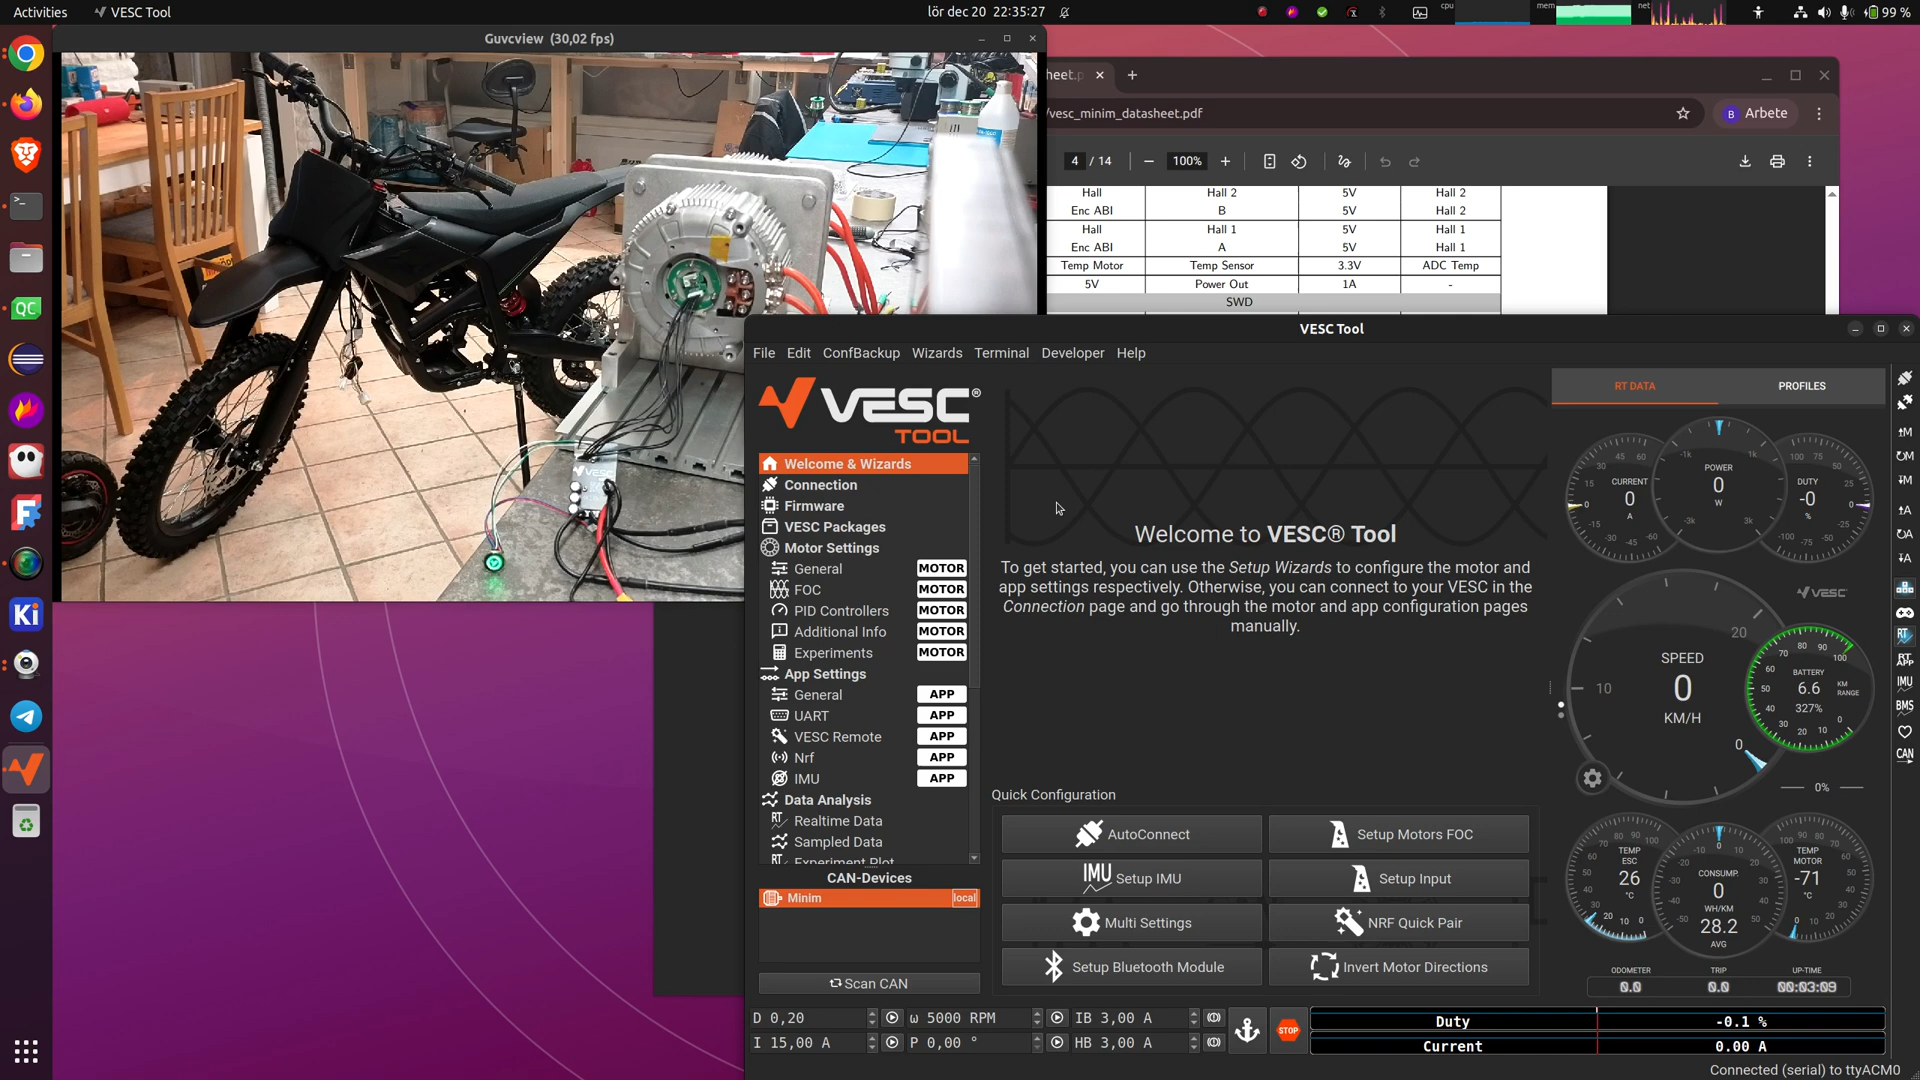 Activities
VESC Tool
lör dec 20 22:35:27
cpu
mem
net
99 %
Guvcview (30,02 fps)
heet.p
/vesc_minim_datasheet.pdf
B Arbete
4 / 14
100%
Hall Hall 2 5V Hall 2
Enc ABI B 5V Hall 2
Hall Hall 1 5V Hall 1
Enc ABI A 5V Hall 1
Temp Motor Temp Sensor 3.3V ADC Temp
5V Power Out 1A -
SWD
VESC Tool
File Edit ConfBackup Wizards Terminal Developer Help
VESC®
TOOL
Welcome & Wizards
Connection
Firmware
VESC Packages
Motor Settings
General MOTOR
FOC MOTOR
PID Controllers MOTOR
Additional Info MOTOR
Experiments MOTOR
App Settings
General APP
UART APP
VESC Remote APP
Nrf APP
IMU APP
Data Analysis
Realtime Data
Sampled Data
Experiment Plot
CAN-Devices
Minim local
Scan CAN
Welcome to VESC® Tool
To get started, you can use the Setup Wizards to configure the motor and
app settings respectively. Otherwise, you can connect to your VESC in the
Connection page and go through the motor and app configuration pages
manually.
Quick Configuration
AutoConnect
Setup Motors FOC
IMU Setup IMU
Setup Input
Multi Settings
NRF Quick Pair
Setup Bluetooth Module
Invert Motor Directions
RT DATA
PROFILES
CURRENT
0
A
POWER
0
W
DUTY
-0
%
VESC
SPEED
0
KM/H
BATTERY
6.6 KM RANGE
327%
0%
TEMP
ESC
26
°C
CONSUMP.
0
WH/KM
28.2
AVG
TEMP
MOTOR
-71
°C
ODOMETER
0.0
TRIP
0.0
UP-TIME
00:03:09
D 0,20
ω 5000 RPM
IB 3,00 A
I 15,00 A
P 0,00 °
HB 3,00 A
STOP
Duty -0.1 %
Current 0.00 A
Connected (serial) to ttyACM0